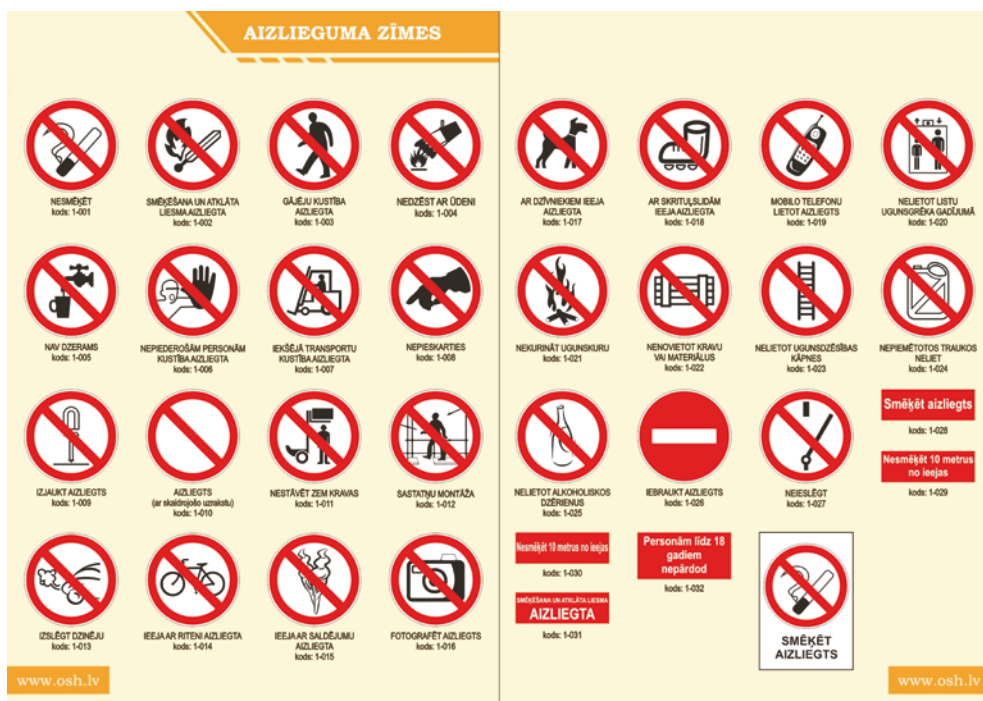 AIZLIEGUMA ZĪMES
NESMĒĶĒT
kods: 1-001
SMĒĶĒŠANA UN ATKLĀTA
LIESMA AIZLIEGTA
kods: 1-002
GĀJĒJU KUSTĪBA
AIZLIEGTA
kods: 1-003
NEDZĒST AR ŪDENI
kods: 1-004
NAV DZERAMS
kods: 1-005
NEPIEDEROŠĀM PERSONĀM
KUSTĪBA AIZLIEGTA
kods: 1-006
IEKŠĒJĀ TRANSPORTU
KUSTĪBA AIZLIEGTA
kods: 1-007
NEPIESKARTIES
kods: 1-008
IZJAUKT AIZLIEGTS
kods: 1-009
AIZLIEGTS
(ar skaidrojošo uzrakstu)
kods: 1-010
NESTĀVĒT ZEM KRAVAS
kods: 1-011
SASTATŅU MONTĀŽA
kods: 1-012
IZSLĒGT DZINĒJU
kods: 1-013
IEEJA AR RITENI AIZLIEGTA
kods: 1-014
IEEJA AR SALDĒJUMU
AIZLIEGTA
kods: 1-015
FOTOGRAFĒT AIZLIEGTS
kods: 1-016
www.osh.lv
AR DZĪVNIEKIEM IEEJA
AIZLIEGTA
kods: 1-017
AR SKRITUĻSLIDĀM
IEEJA AIZLIEGTA
kods: 1-018
MOBILO TELEFONU
LIETOT AIZLIEGTS
kods: 1-019
NELIETOT LISTU
UGUNSGRĒKA GADĪJUMĀ
kods: 1-020
NEKURINĀT UGUNSKURU
kods: 1-021
NENOVIETOT KRAVU
VAI MATERIĀLUS
kods: 1-022
NELIETOT UGUNSDZĒSĪBAS
KĀPNES
kods: 1-023
NEPIEMĒTOTOS TRAUKOS
NELIET
kods: 1-024
NELIETOT ALKOHOLISKOS
DZĒRIENUS
kods: 1-025
IEBRAUKT AIZLIEGTS
kods: 1-026
NEIESLĒGT
kods: 1-027
Smēķēt aizliegts
kods: 1-028
Nesmēķēt 10 metrus
no ieejas
kods: 1-029
Nesmēķēt 10 metrus no ieejas
kods: 1-030
SMĒĶĒŠANA UN ATKLĀTA LIESMA
AIZLIEGTA
kods: 1-031
Personām līdz 18
gadiem
nepārdod
kods: 1-032
SMĒĶĒT
AIZLIEGTS
www.osh.lv